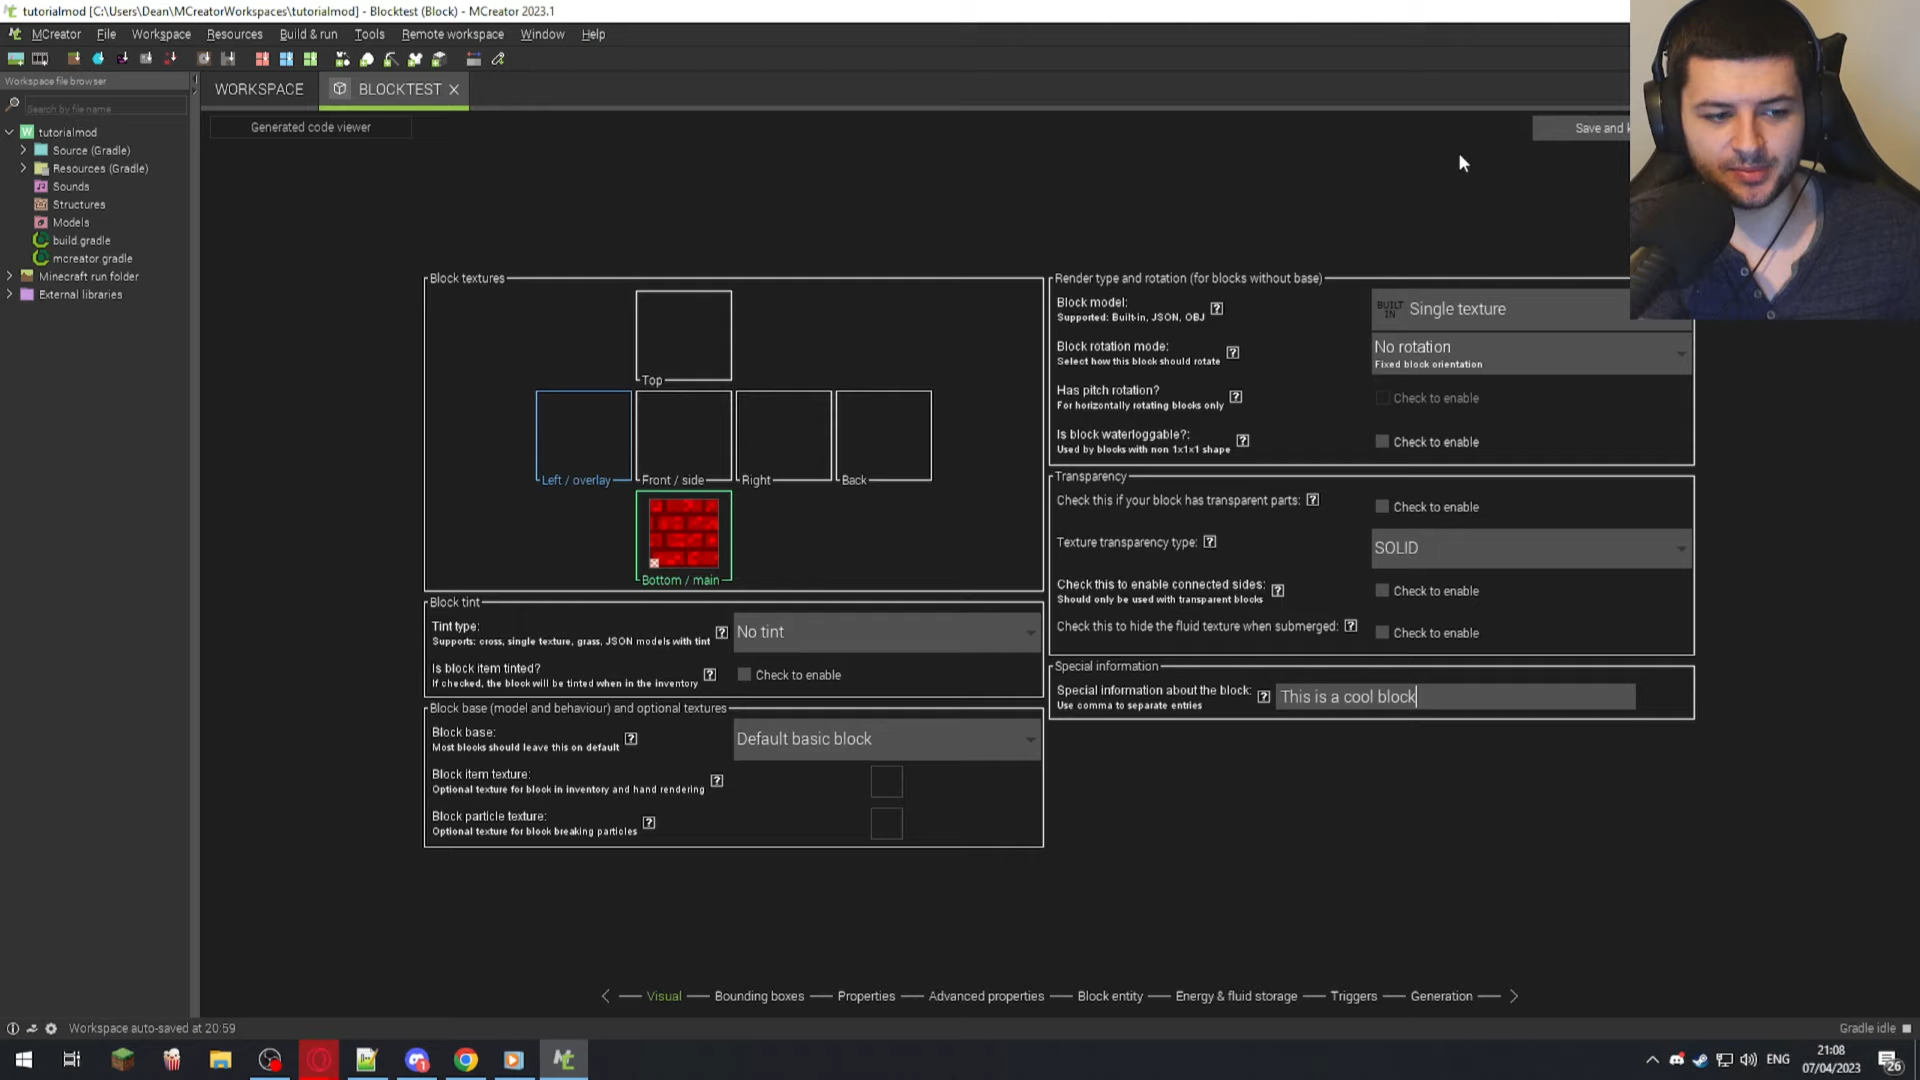 tutorialmod [C:\Users\Dean\MCreatorWorkspaces\tutorialmod] - Blocktest (Block) - MCreator 2023.1
MCreator File Workspace Resources Build & run Tools Remote workspace Window Help
Workspace file browser
Search by file name
WORKSPACE
BLOCKTEST
Generated code viewer
Save and
tutorialmod
Source (Gradle)
Resources (Gradle)
Sounds
Structures
Models
build.gradle
mcreator.gradle
Minecraft run folder
External libraries
Block textures
Top
Left / overlay
Front / side
Right
Back
Bottom / main
Block tint
Tint type:
Supports: cross, single texture, grass, JSON models with tint
No tint
Is block item tinted?
If checked, the block will be tinted when in the inventory
Check to enable
Block base (model and behaviour) and optional textures
Block base:
Most blocks should leave this on default
Default basic block
Block item texture:
Optional texture for block in inventory and hand rendering
Block particle texture:
Optional texture for block breaking particles
Render type and rotation (for blocks without base)
Block model:
Supported: Built-in, JSON, OBJ
BUILT IN
Single texture
Block rotation mode:
Select how this block should rotate
No rotation
Fixed block orientation
Has pitch rotation?
For horizontally rotating blocks only
Check to enable
Is block waterloggable?:
Used by blocks with non 1x1x1 shape
Check to enable
Transparency
Check this if your block has transparent parts:
Check to enable
Texture transparency type:
SOLID
Check this to enable connected sides:
Should only be used with transparent blocks
Check to enable
Check this to hide the fluid texture when submerged:
Check to enable
Special information
Special information about the block:
Use comma to separate entries
This is a cool block
Visual Bounding boxes Properties Advanced properties Block entity Energy & fluid storage Triggers Generation
Workspace auto-saved at 20:59
Gradle idle
ENG
21:08
07/04/2023
26